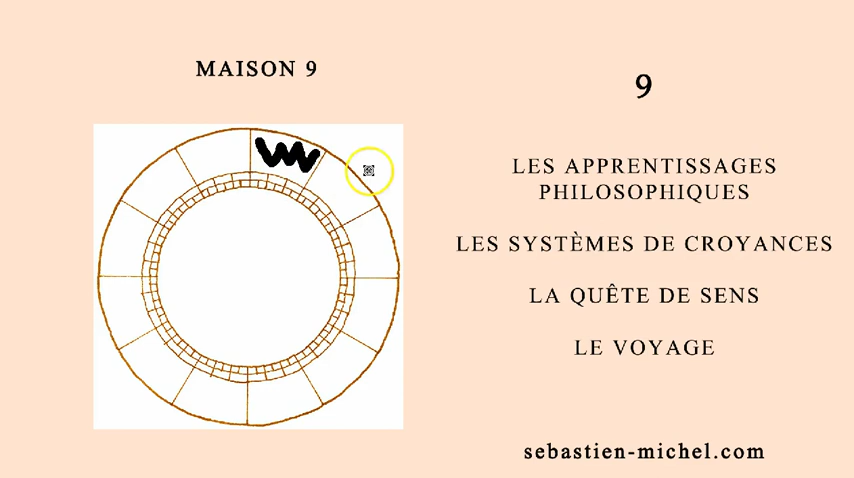 MAISON 9
9
LES APPRENTISSAGES
PHILOSOPHIQUES
LES SYSTÈMES DE CROYANCES
LA QUÊTE DE SENS
LE VOYAGE
sebastien-michel.com